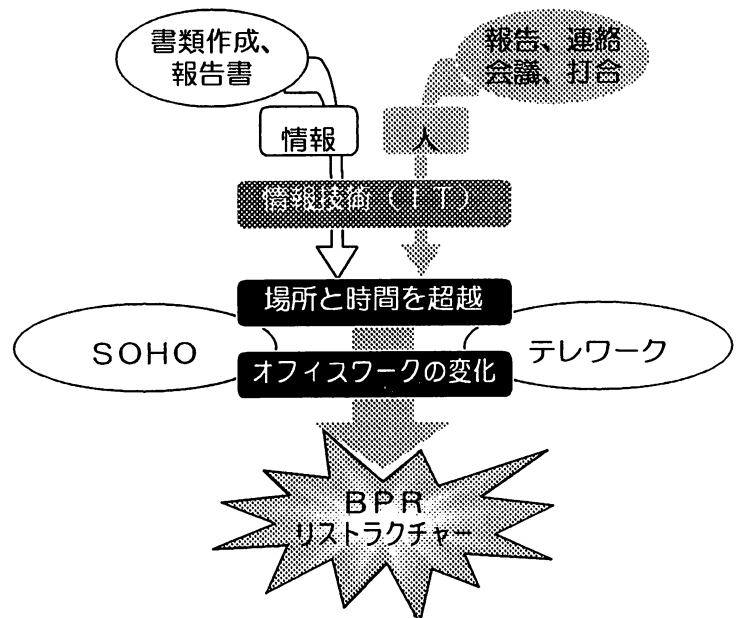 書類作成、
報告書
報告、連絡
会議、打合
情報
人
情報技術（ＩＴ）
場所と時間を超越
SOHO
テレワーク
オフィスワークの変化
BPR
リストラクチャー